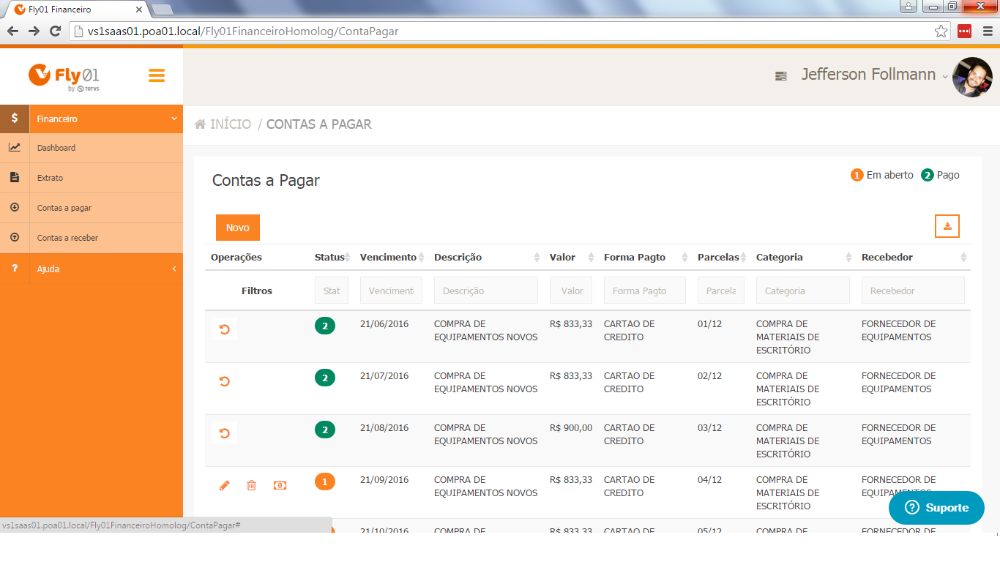 Fly01 Financeiro
vs1saas01.poa01.local/Fly01FinanceiroHomolog/ContaPagar
Fly01
by TOTVS
Jefferson Follmann
$ Financeiro
Dashboard
Extrato
Contas a pagar
Contas a receber
? Ajuda
INÍCIO / CONTAS A PAGAR
Contas a Pagar
1 Em aberto 2 Pago
Novo
Operações Status Vencimento Descrição Valor Forma Pagto Parcelas Categoria Recebedor
Filtros Stat Venciment Descrição Valor Forma Pagto Parcela Categoria Recebedor
2 21/06/2016 COMPRA DE R$ 833,33 CARTAO DE 01/12 COMPRA DE FORNECEDOR DE
EQUIPAMENTOS NOVOS CREDITO MATERIAIS DE EQUIPAMENTOS
ESCRITÓRIO
2 21/07/2016 COMPRA DE R$ 833,33 CARTAO DE 02/12 COMPRA DE FORNECEDOR DE
EQUIPAMENTOS NOVOS CREDITO MATERIAIS DE EQUIPAMENTOS
ESCRITÓRIO
2 21/08/2016 COMPRA DE R$ 900,00 CARTAO DE 03/12 COMPRA DE FORNECEDOR DE
EQUIPAMENTOS NOVOS CREDITO MATERIAIS DE EQUIPAMENTOS
ESCRITÓRIO
1 21/09/2016 COMPRA DE R$ 833,33 CARTAO DE 04/12 COMPRA DE FORNECEDOR DE
EQUIPAMENTOS NOVOS CREDITO MATERIAIS DE EQUIPAMENTOS
ESCRITÓRIO
21/10/2016 COMPRA DE R$ 833,33 CARTAO DE 05/12 COMPRA DE FORNECEDOR DE
? Suporte
vs1saas01.poa01.local/Fly01FinanceiroHomolog/ContaPagar#